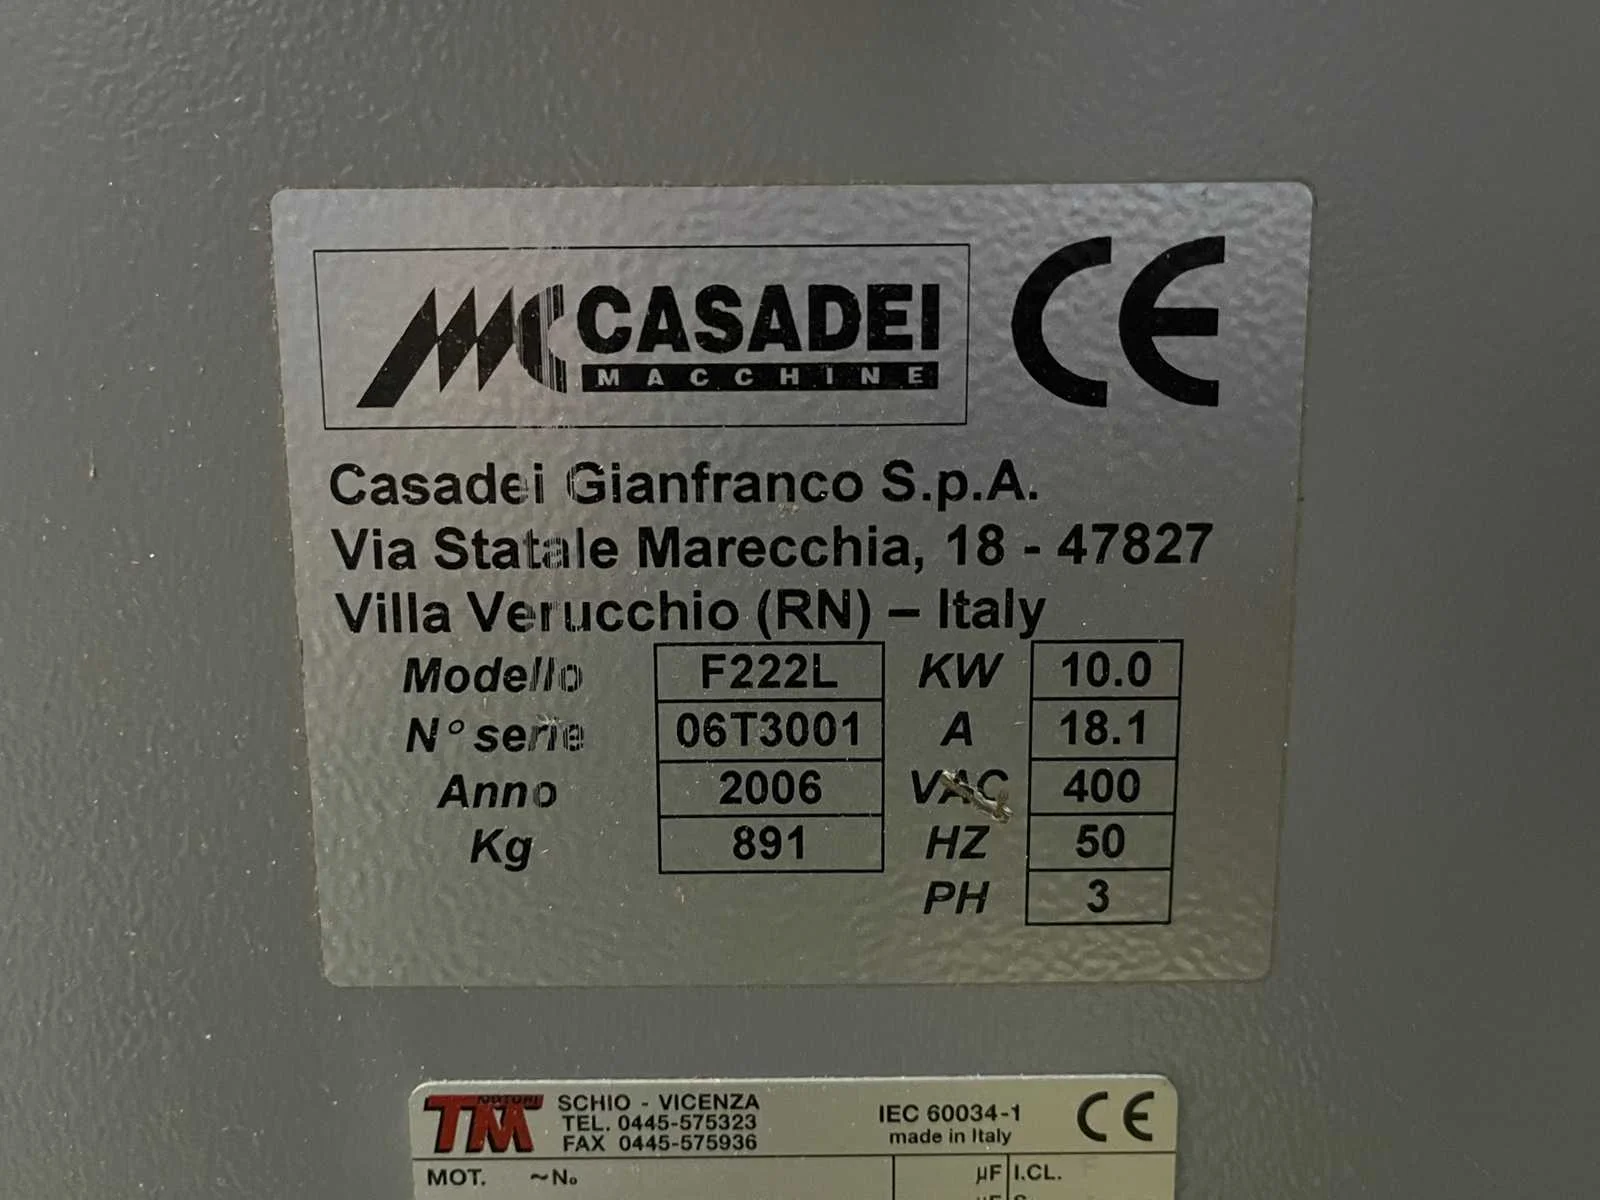 MC CASADEI
MACCHINE
CE
Casadei Gianfranco S.p.A.
Via Statale Marecchia, 18 - 47827
Villa Verucchio (RN) – Italy
Modello F222L KW 10.0
N° serie 06T3001 A 18.1
Anno 2006 VAC 400
Kg 891 HZ 50
PH 3
MOTORI
TM
SCHIO - VICENZA
TEL. 0445-575323
FAX 0445-575936
IEC 60034-1
made in Italy
CE
MOT. ~No µF I.CL.